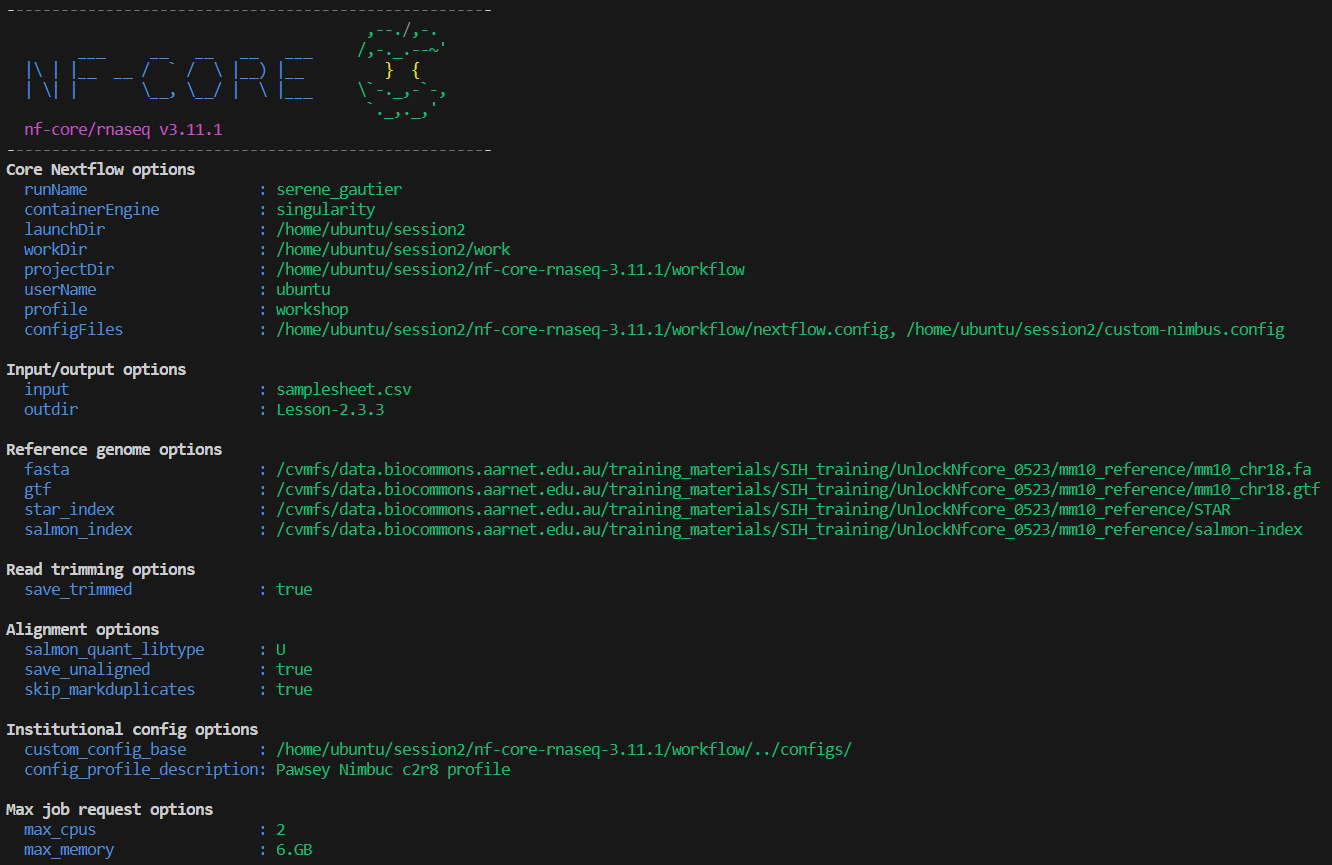 ------------------------------------------------------
                                        ,--./,-.
        ___     __   __   __   ___     /,-._.--~'
  |\ | |__  __ /  ` /  \ |__) |__         }  {
  | \| |       \__, \__/ |  \ |___     \`-._,-`-,
                                        `._,._,'
  nf-core/rnaseq v3.11.1
------------------------------------------------------
Core Nextflow options
  runName                   : serene_gautier
  containerEngine           : singularity
  launchDir                 : /home/ubuntu/session2
  workDir                   : /home/ubuntu/session2/work
  projectDir                : /home/ubuntu/session2/nf-core-rnaseq-3.11.1/workflow
  userName                  : ubuntu
  profile                   : workshop
  configFiles               : /home/ubuntu/session2/nf-core-rnaseq-3.11.1/workflow/nextflow.config, /home/ubuntu/session2/custom-nimbus.config

Input/output options
  input                     : samplesheet.csv
  outdir                    : Lesson-2.3.3

Reference genome options
  fasta                     : /cvmfs/data.biocommons.aarnet.edu.au/training_materials/SIH_training/UnlockNfcore_0523/mm10_reference/mm10_chr18.fa
  gtf                       : /cvmfs/data.biocommons.aarnet.edu.au/training_materials/SIH_training/UnlockNfcore_0523/mm10_reference/mm10_chr18.gtf
  star_index                : /cvmfs/data.biocommons.aarnet.edu.au/training_materials/SIH_training/UnlockNfcore_0523/mm10_reference/STAR
  salmon_index              : /cvmfs/data.biocommons.aarnet.edu.au/training_materials/SIH_training/UnlockNfcore_0523/mm10_reference/salmon-index

Read trimming options
  save_trimmed              : true

Alignment options
  salmon_quant_libtype      : U
  save_unaligned            : true
  skip_markduplicates       : true

Institutional config options
  custom_config_base        : /home/ubuntu/session2/nf-core-rnaseq-3.11.1/workflow/../configs/
  config_profile_description: Pawsey Nimbuc c2r8 profile

Max job request options
  max_cpus                  : 2
  max_memory                : 6.GB